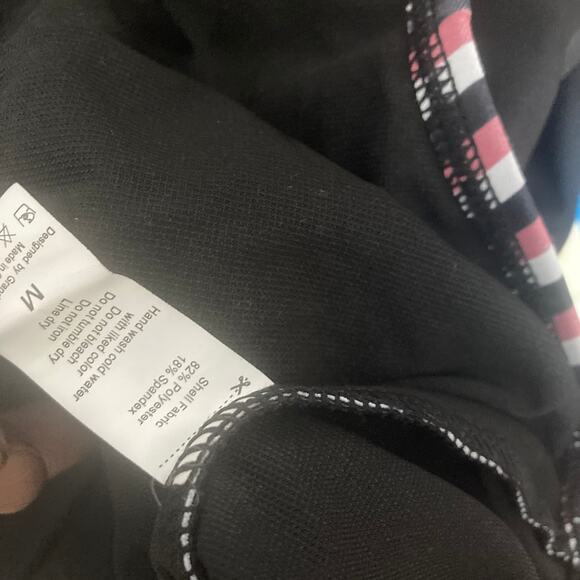 Shell Fabric
82% Polyester
18% Spandex
Hand wash cold water
with liked color
Do not bleach
Do not tumble dry
Do not iron
Line dry
M
Designed by
Made in